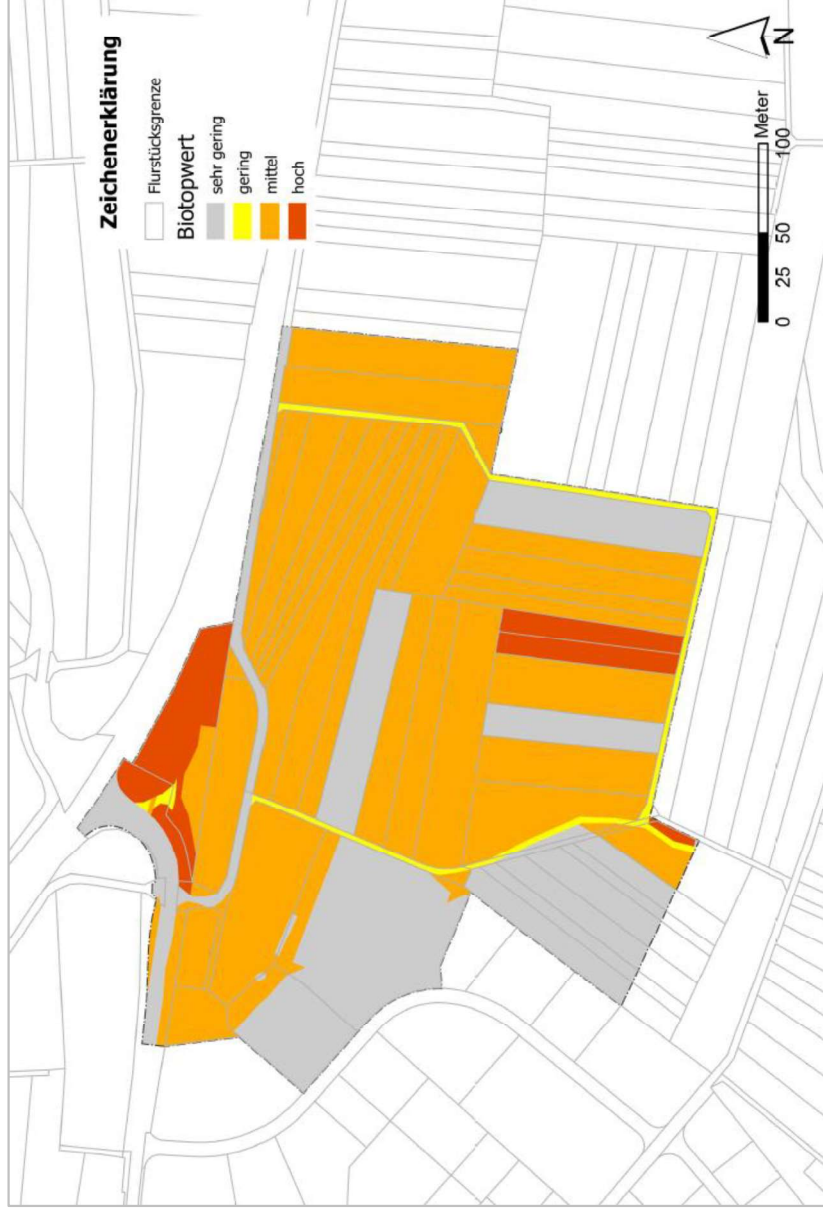 Zeichenerklärung
Flurstücksgrenze
Biotopwert
sehr gering
gering
mittel
hoch
N
Meter
0 25 50 100